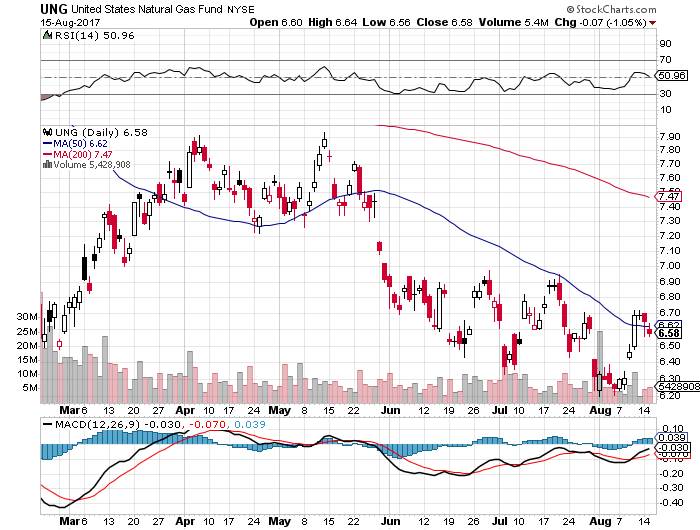 UNG United States Natural Gas Fund NYSE © StockCharts.com
15-Aug-2017 Open 6.60 High 6.64 Low 6.56 Close 6.58 Volume 5.4M Chg -0.07 (-1.05%)
RSI(14) 50.96
90
70
50.96
30
10
UNG (Daily) 6.58
MA(50) 6.62
MA(200) 7.47
Volume 5,428,908
7.90
7.80
7.70
7.60
7.47
7.40
7.30
7.20
7.10
7.00
6.90
6.80
6.70
6.62
6.58
6.50
6.40
6.30
6.20
30M
25M
20M
15M
10M
5M
5428908
Mar 6 13 20 27 Apr 10 17 24 May 8 15 22 Jun 12 19 26 Jul 10 17 24 Aug 7 14
MACD(12,26,9) -0.030, -0.070, 0.039
0.10
0.039
-0.030
-0.070
-0.20
-0.30
-0.40
Mar 6 13 20 27 Apr 10 17 24 May 8 15 22 Jun 12 19 26 Jul 10 17 24 Aug 7 14